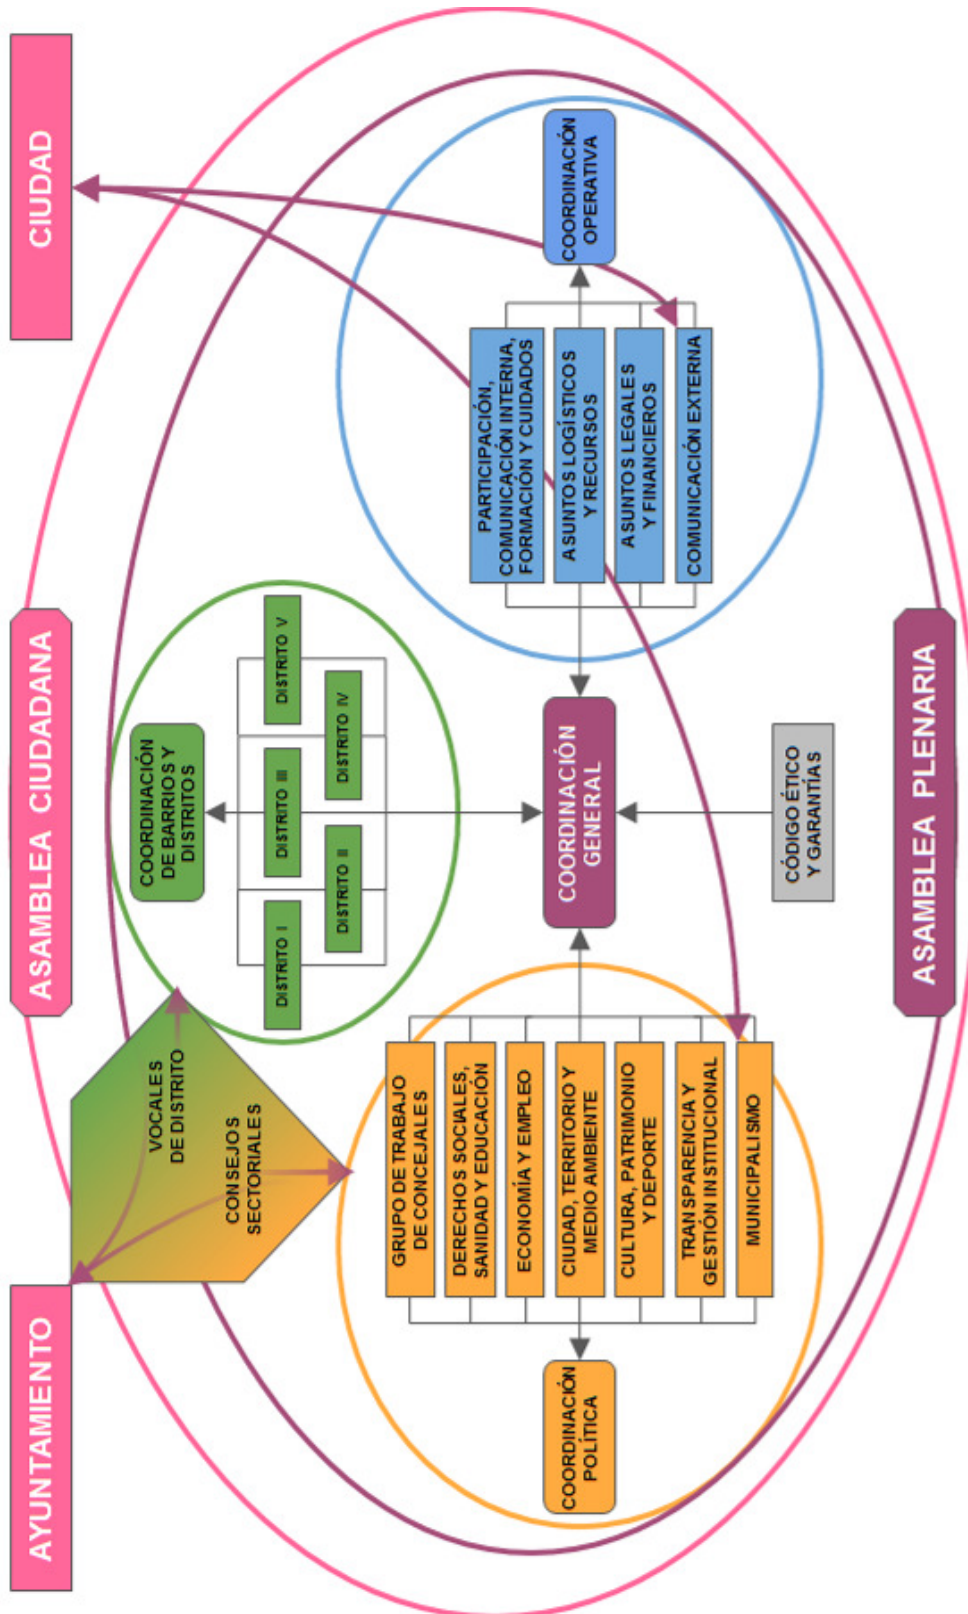 AYUNTAMIENTO
ASAMBLEA CIUDADANA
CIUDAD
VOCALES
DE DISTRITO
CONSEJOS
SECTORIALES
COORDINACIÓN
DE BARRIOS Y
DISTRITOS
DISTRITO I
DISTRITO II
DISTRITO III
DISTRITO IV
DISTRITO V
COORDINACIÓN
POLÍTICA
GRUPO DE TRABAJO
DE CONCEJALES
DERECHOS SOCIALES,
SANIDAD Y EDUCACIÓN
ECONOMÍA Y EMPLEO
CIUDAD, TERRITORIO Y
MEDIO AMBIENTE
CULTURA, PATRIMONIO
Y DEPORTE
TRANSPARENCIA Y
GESTIÓN INSTITUCIONAL
MUNICIPALISMO
COORDINACIÓN
GENERAL
PARTICIPACIÓN,
COMUNICACIÓN INTERNA,
FORMACIÓN Y CUIDADOS
ASUNTOS LOGÍSTICOS
Y RECURSOS
ASUNTOS LEGALES
Y FINANCIEROS
COMUNICACIÓN EXTERNA
COORDINACIÓN
OPERATIVA
CÓDIGO ÉTICO
Y GARANTÍAS
ASAMBLEA PLENARIA